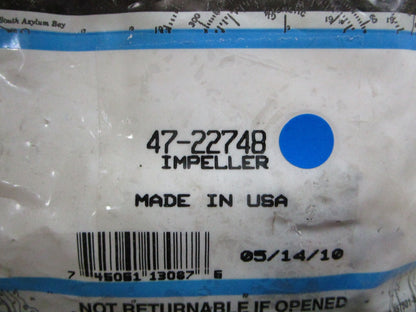 South Asylum Bay
47-22748
IMPELLER
MADE IN USA
05/14/10
7 45061 13067 6
NOT RETURNABLE IF OPENED